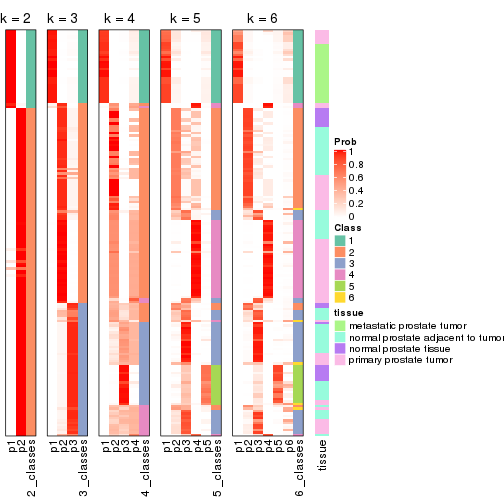 k = 2 k = 3 k = 4 k = 5 k = 6
Prob
1
0.8
0.6
0.4
0.2
0
Class
1
2
3
4
5
6
tissue
metastatic prostate tumor
normal prostate adjacent to tumor
normal prostate tissue
primary prostate tumor
p1
p2
2_classes
p1
p2
p3
3_classes
p1
p2
p3
p4
4_classes
p1
p2
p3
p4
p5
5_classes
p1
p2
p3
p4
p5
p6
6_classes
tissue